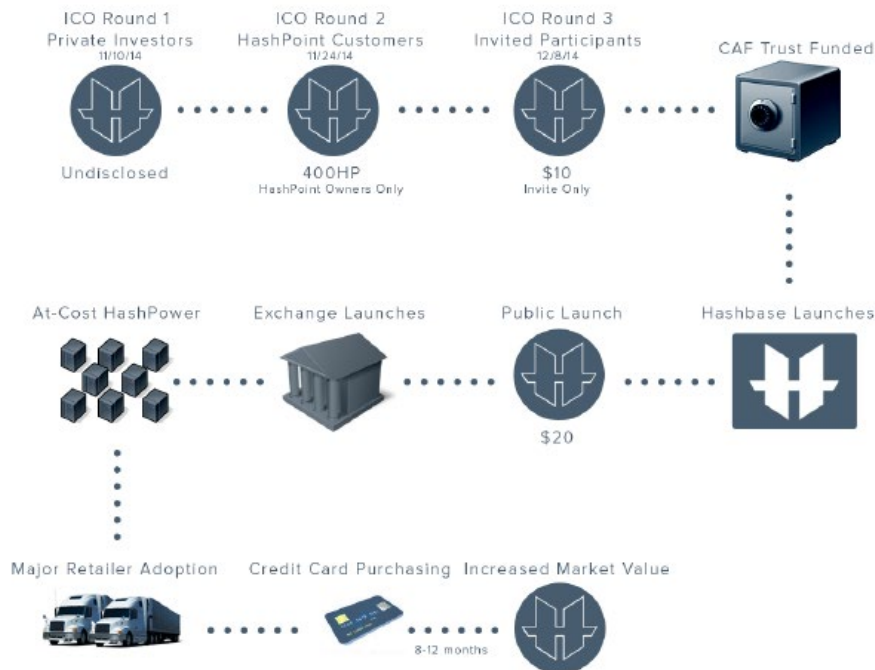 ICO Round 1
Private Investors
11/10/14
Undisclosed
ICO Round 2
HashPoint Customers
11/24/14
400HP
HashPoint Owners Only
ICO Round 3
Invited Participants
12/8/14
$10
Invite Only
CAF Trust Funded
Hashbase Launches
Public Launch
$20
Exchange Launches
At-Cost HashPower
Major Retailer Adoption
Credit Card Purchasing
8-12 months
Increased Market Value